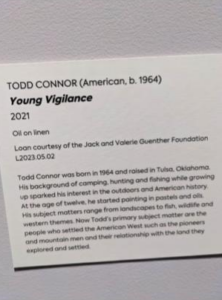 TODD CONNOR (American, b. 1964)
Young Vigilance
2021
Oil on linen
Loan courtesy of the Jack and Valerie Guenther Foundation
L2023.05.02
Todd Connor was born in 1964 and raised in Tulsa, Oklahoma.
His background of camping, hunting and fishing while growing
up sparked his interest in the outdoors and American history.
At the age of twelve, he started painting in pastels and oils.
His subject matters range from landscapes to fish, wildlife and
western themes. Now Todd's primary subject matter are the
people who settled the American West such as the pioneers
and mountain men and their relationship with the land they
explored and settled.